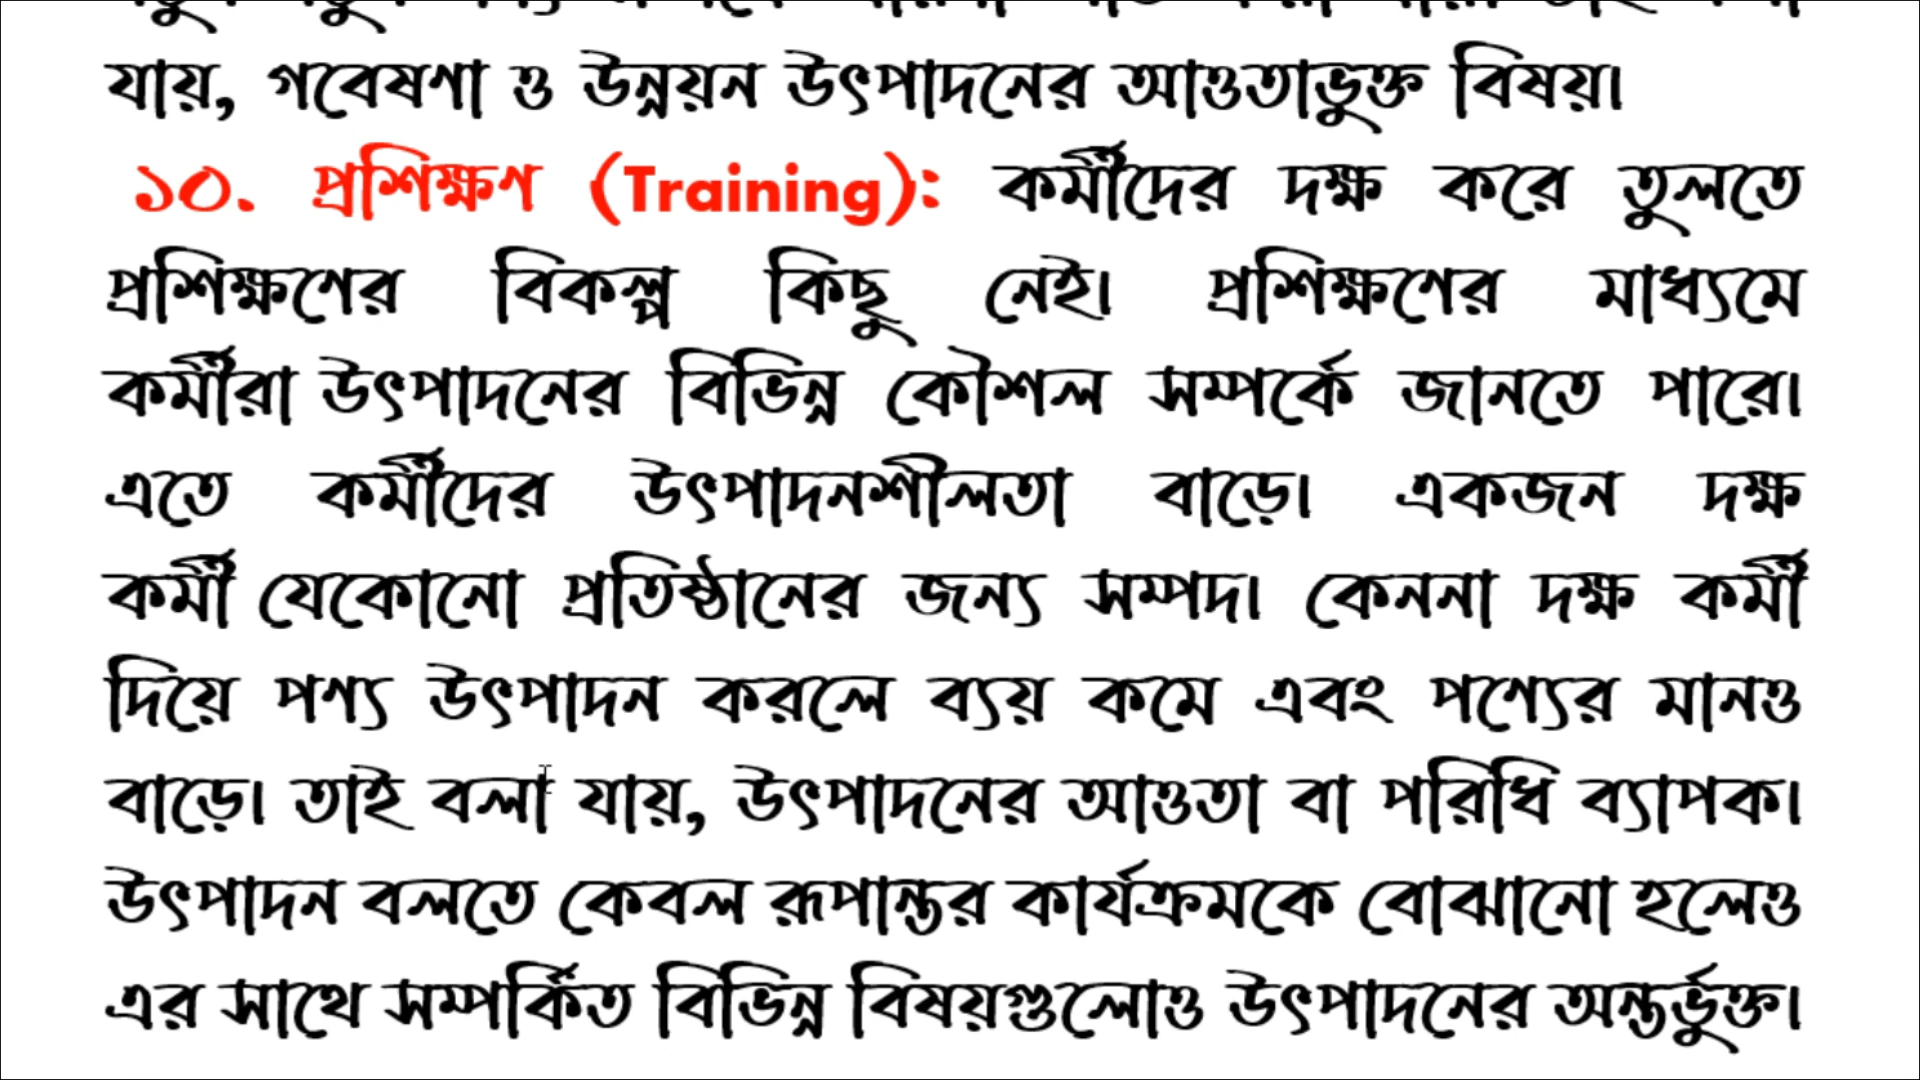 যায়, গবেষণা ও উন্নয়ন উৎপাদনের আওতাভুক্ত বিষয়।
১০. প্রশিক্ষণ (Training): কর্মীদের দক্ষ করে তুলতে
প্রশিক্ষণের বিকল্প কিছু নেই। প্রশিক্ষণের মাধ্যমে
কর্মীরা উৎপাদনের বিভিন্ন কৌশল সম্পর্কে জানতে পারে।
এতে কর্মীদের উৎপাদনশীলতা বাড়ে। একজন দক্ষ
কর্মী যেকোনো প্রতিষ্ঠানের জন্য সম্পদ। কেননা দক্ষ কর্মী
দিয়ে পণ্য উৎপাদন করলে ব্যয় কমে এবং পণ্যের মানও
বাড়ে। তাই বলা যায়, উৎপাদনের আওতা বা পরিধি ব্যাপক।
উৎপাদন বলতে কেবল রূপান্তর কার্যক্রমকে বোঝানো হলেও
এর সাথে সম্পর্কিত বিভিন্ন বিষয়গুলোও উৎপাদনের অন্তর্ভুক্ত।